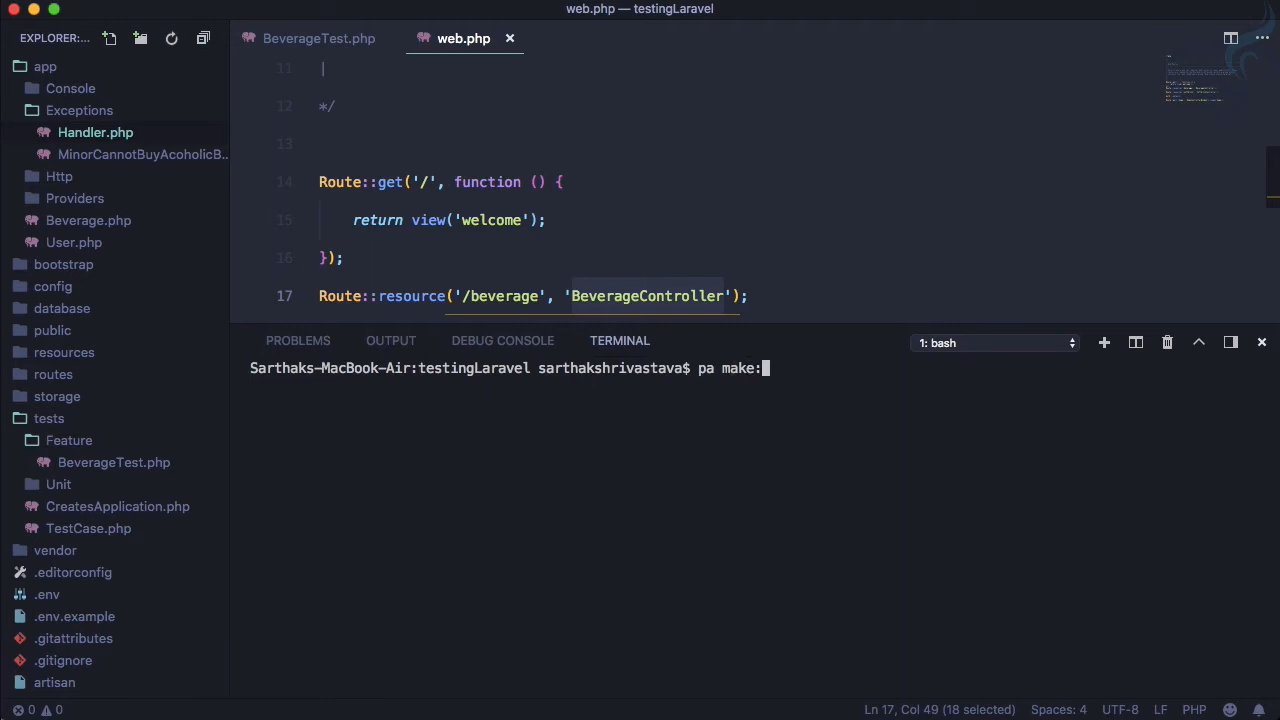 web.php — testingLaravel
EXPLORER:...
BeverageTest.php
web.php
app
Console
Exceptions
Handler.php
MinorCannotBuyAcoholicB...
Http
Providers
Beverage.php
User.php
bootstrap
config
database
public
resources
routes
storage
tests
Feature
BeverageTest.php
Unit
CreatesApplication.php
TestCase.php
vendor
.editorconfig
.env
.env.example
.gitattributes
.gitignore
artisan
11 |
12 */
13
14 Route::get('/', function () {
15 return view('welcome');
16 });
17 Route::resource('/beverage', 'BeverageController');
PROBLEMS OUTPUT DEBUG CONSOLE TERMINAL
1: bash
Sarthaks-MacBook-Air:testingLaravel sarthakshrivastava$ pa make:
0 0
Ln 17, Col 49 (18 selected) Spaces: 4 UTF-8 LF PHP